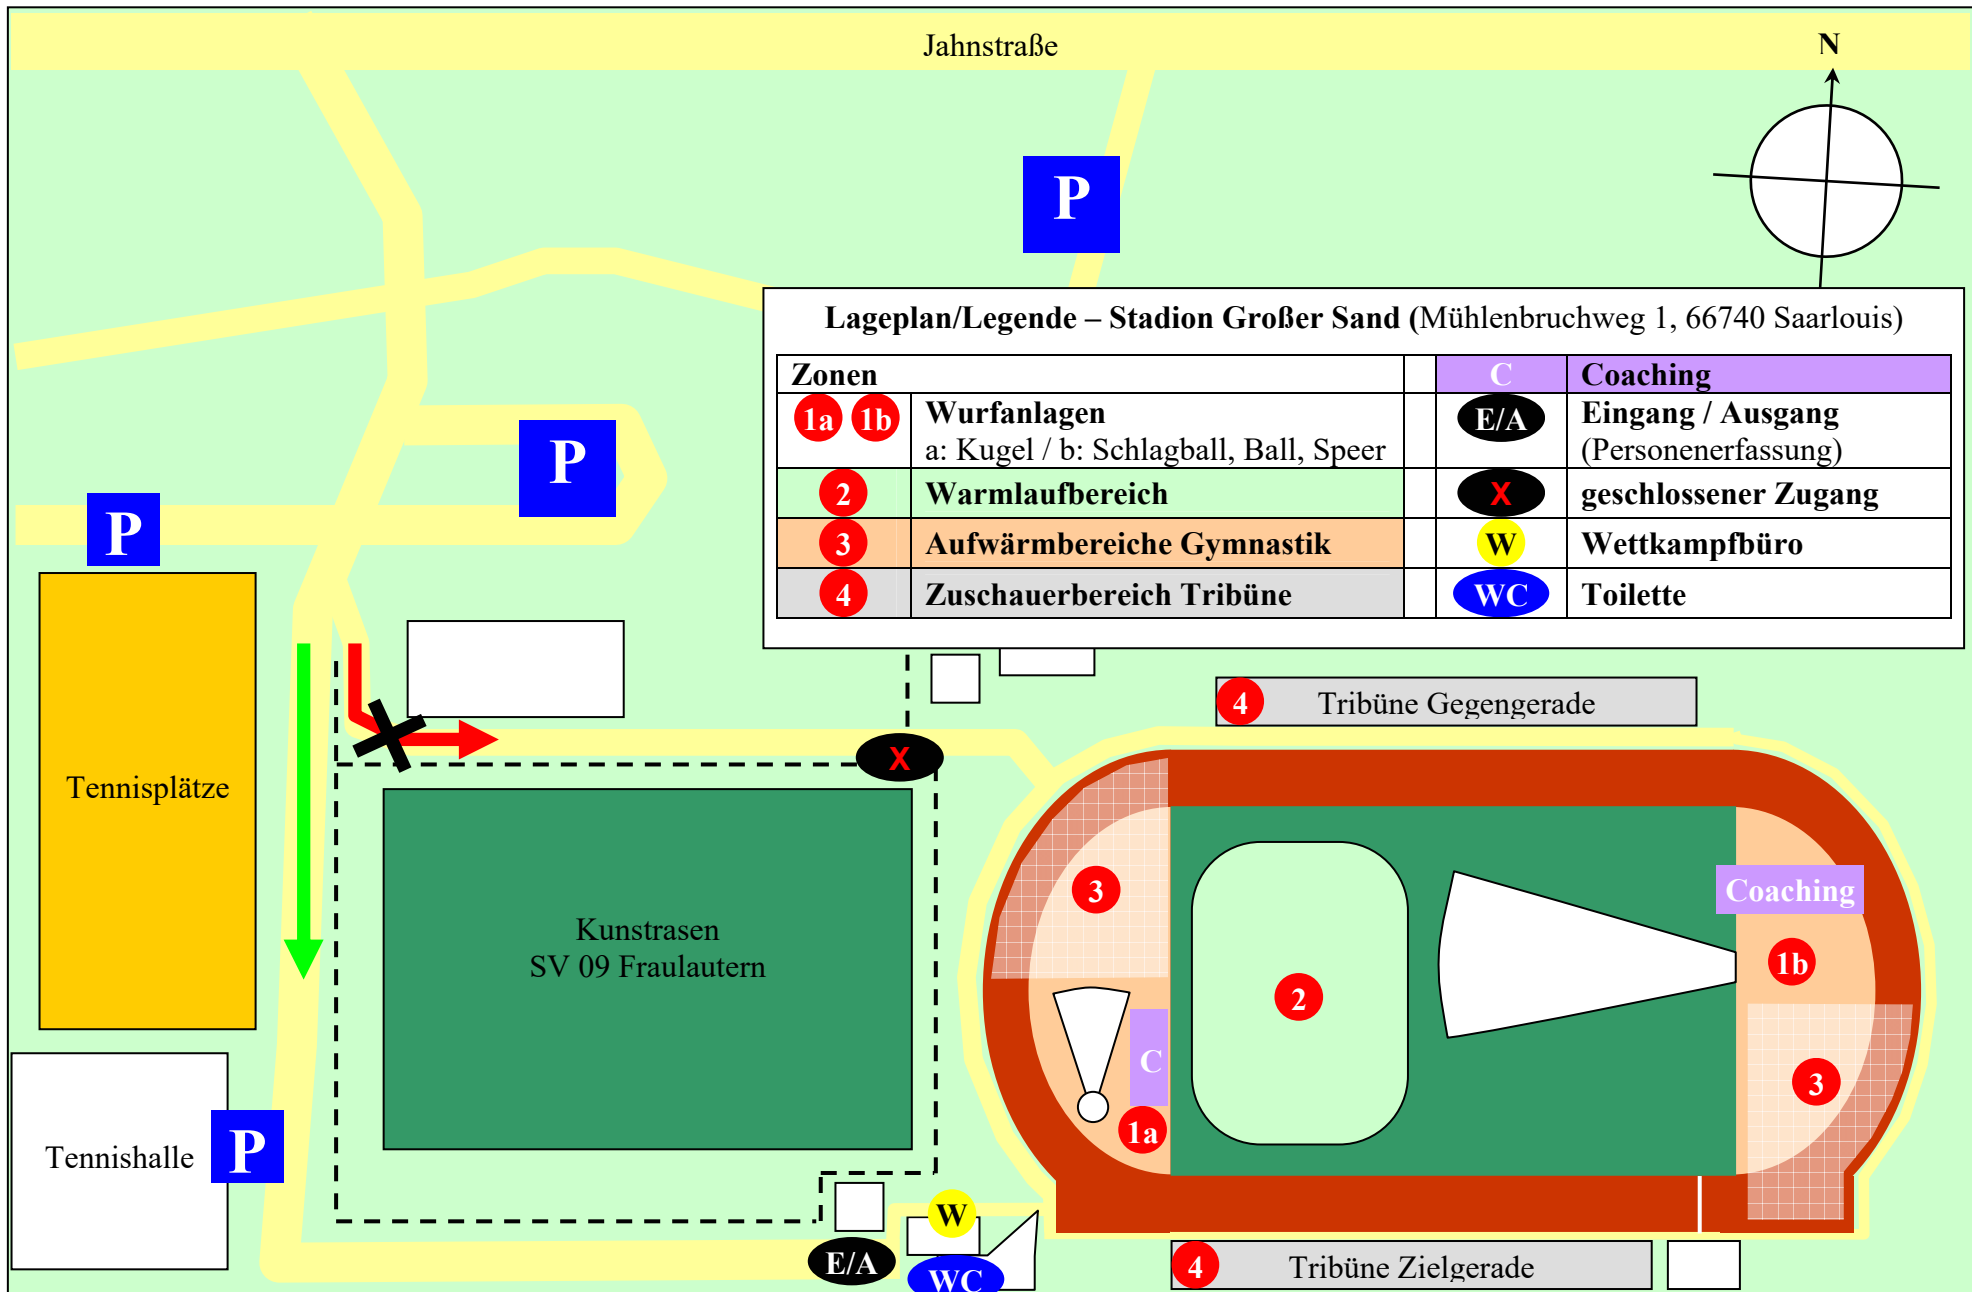 Jahnstraße
N
P
Lageplan/Legende – Stadion Großer Sand (Mühlenbruchweg 1, 66740 Saarlouis)
Zonen
C Coaching
1a 1b Wurfanlagen
a: Kugel / b: Schlagball, Ball, Speer
E/A Eingang / Ausgang
(Personenerfassung)
2 Warmlaufbereich
X geschlossener Zugang
3 Aufwärmbereiche Gymnastik
W Wettkampfbüro
4 Zuschauerbereich Tribüne
WC Toilette
P
P
4 Tribüne Gegengerade
X
Tennisplätze
Kunstrasen
SV 09 Fraulautern
3
Coaching
1b
2
C
3
1a
Tennishalle
P
W
E/A
WC
4 Tribüne Zielgerade